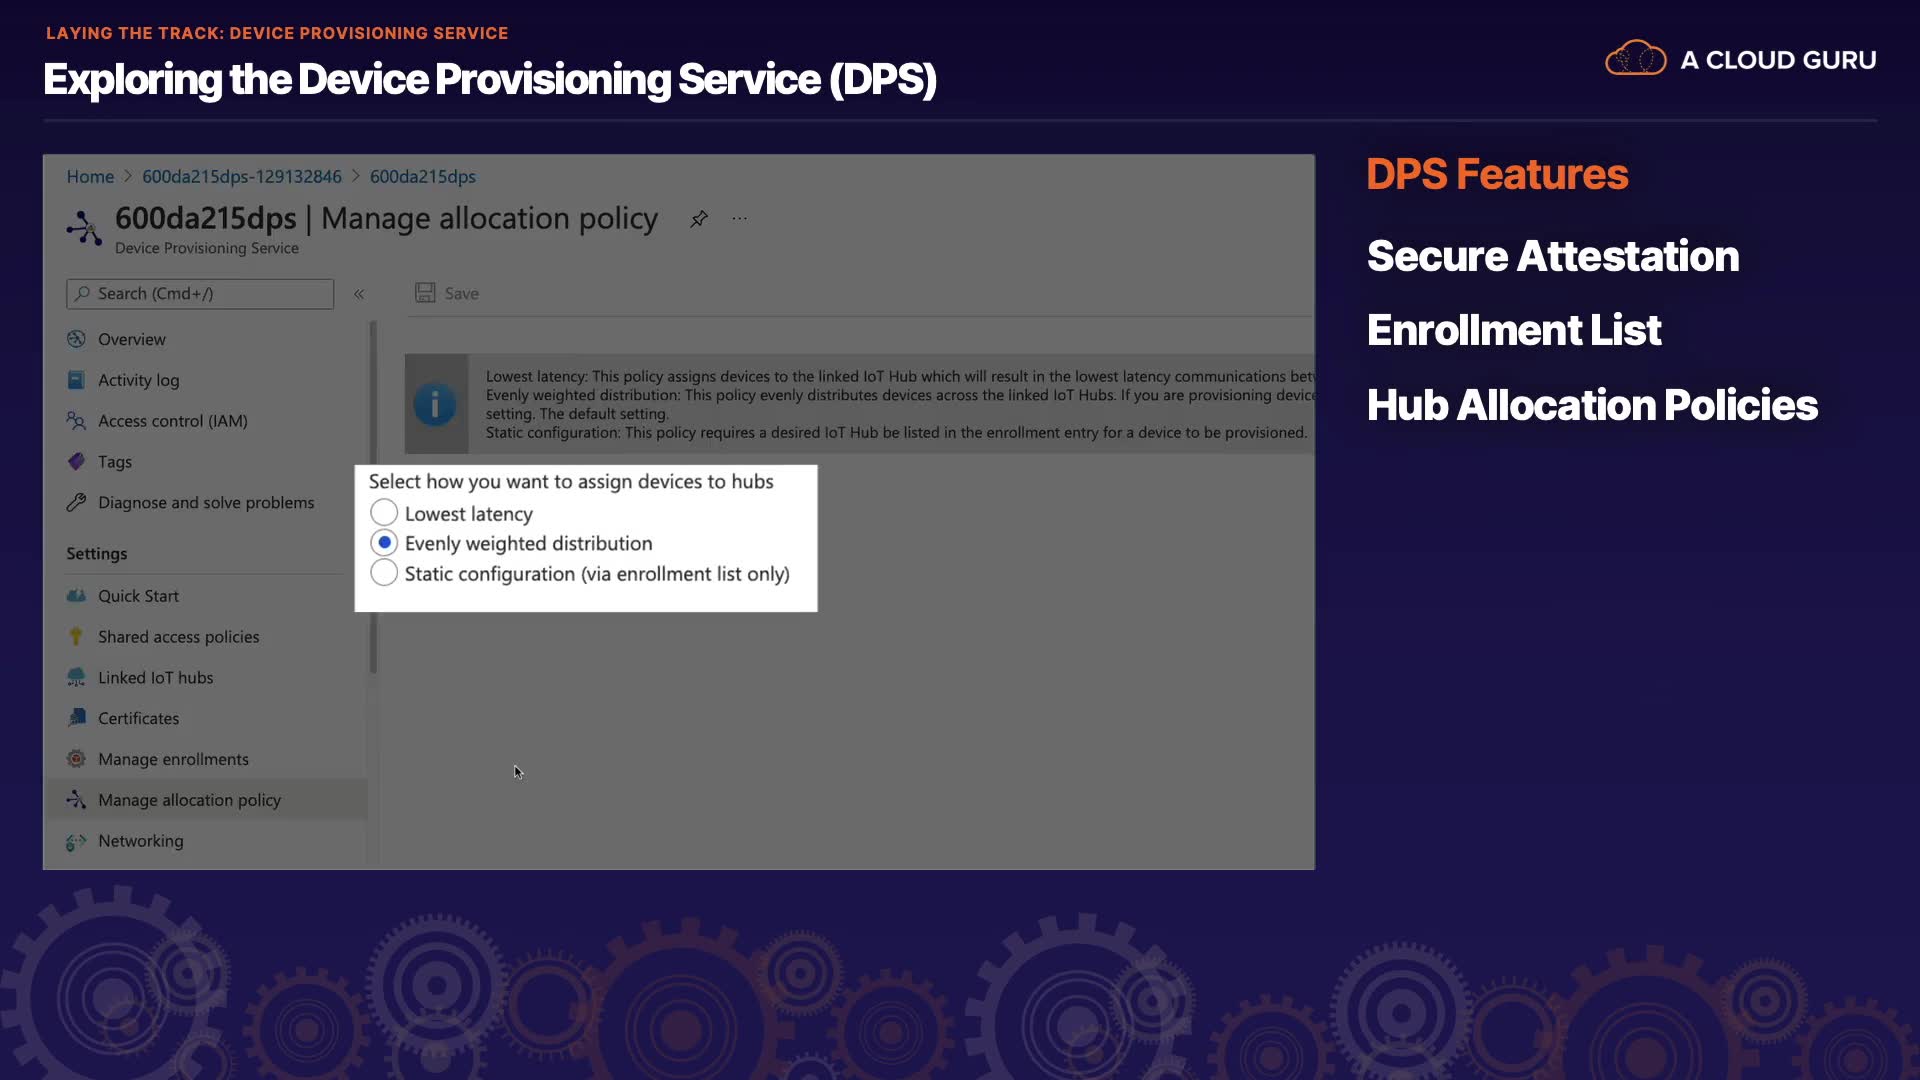 LAYING THE TRACK: DEVICE PROVISIONING SERVICE
Exploring the Device Provisioning Service (DPS)
A CLOUD GURU
Home > 600da215dps-129132846 > 600da215dps
600da215dps | Manage allocation policy ...
Device Provisioning Service
Search (Cmd+/)
«
Save
Overview
Activity log
Access control (IAM)
Tags
Diagnose and solve problems
Settings
Quick Start
Shared access policies
Linked IoT hubs
Certificates
Manage enrollments
Manage allocation policy
Networking
Lowest latency: This policy assigns devices to the linked IoT Hub which will result in the lowest latency communications
Evenly weighted distribution: This policy evenly distributes devices across the linked IoT Hubs. If you are provisioning
setting. The default setting.
Static configuration: This policy requires a desired IoT Hub be listed in the enrollment entry for a device to be provisioned.
Select how you want to assign devices to hubs
Lowest latency
Evenly weighted distribution
Static configuration (via enrollment list only)
DPS Features
Secure Attestation
Enrollment List
Hub Allocation Policies